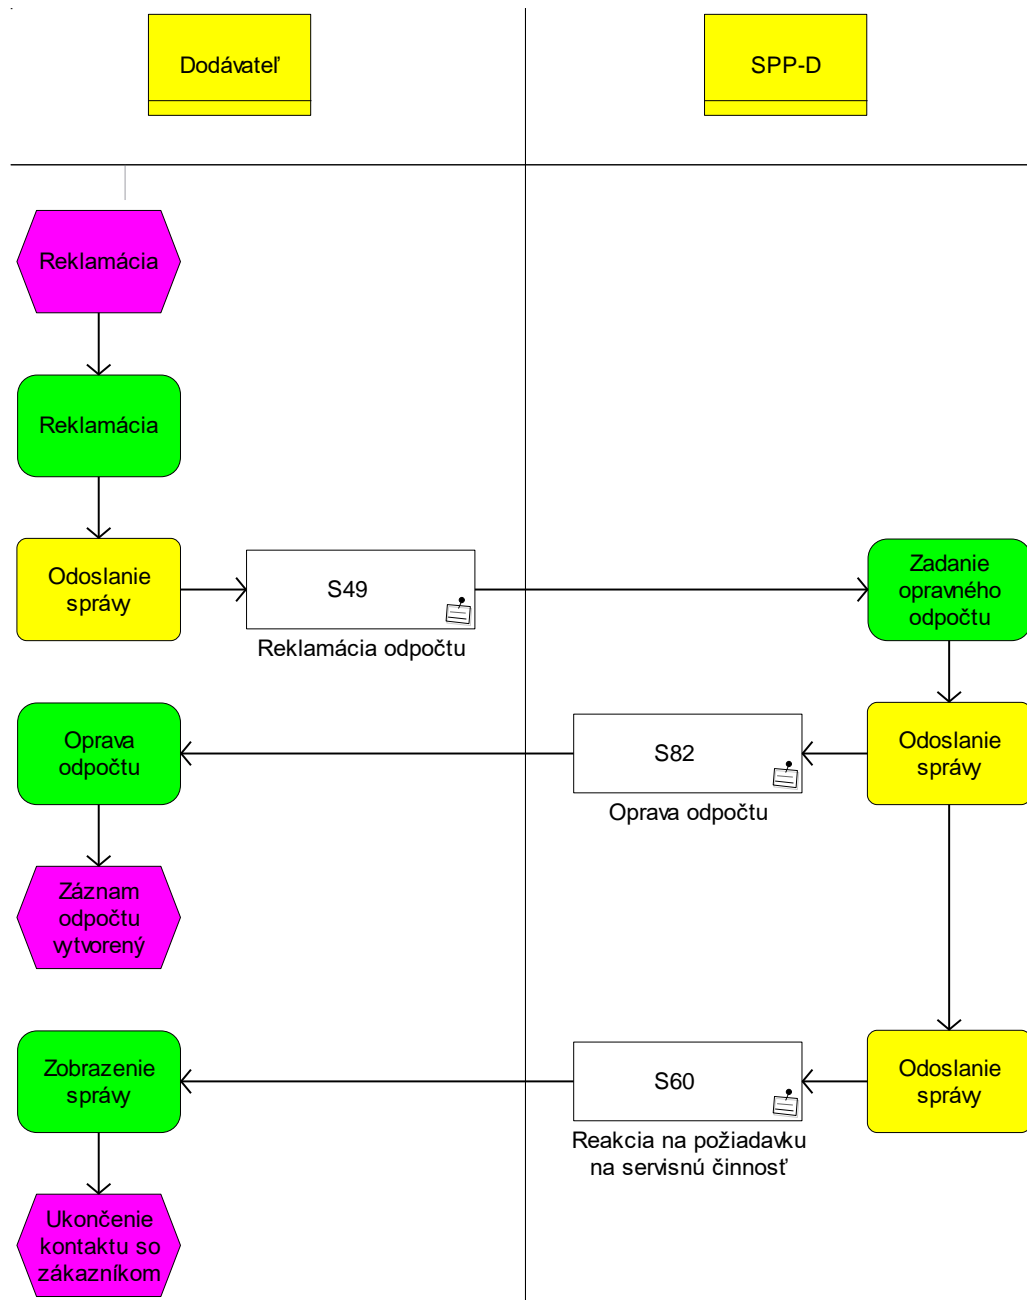 Dodávateľ
SPP-D
Reklamácia
Reklamácia
Odoslanie
správy
S49
Reklamácia odpočtu
Zadanie
opravného
odpočtu
Oprava
odpočtu
S82
Oprava odpočtu
Odoslanie
správy
Záznam
odpočtu
vytvorený
Zobrazenie
správy
S60
Reakcia na požiadavku
na servisnú činnosť
Odoslanie
správy
Ukončenie
kontaktu so
zákazníkom